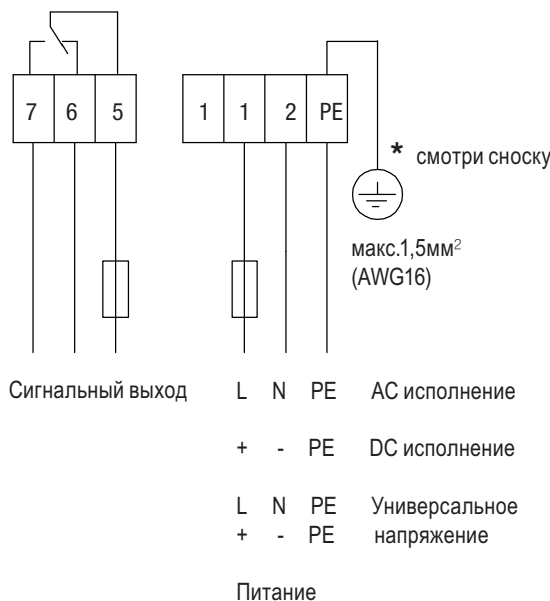 7 6 5 1 1 2 PE
* смотри сноску
макс.1,5мм²
(AWG16)
Сигнальный выход L N PE AC исполнение
+ - PE DC исполнение
L N PE Универсальное
+ - PE напряжение
Питание